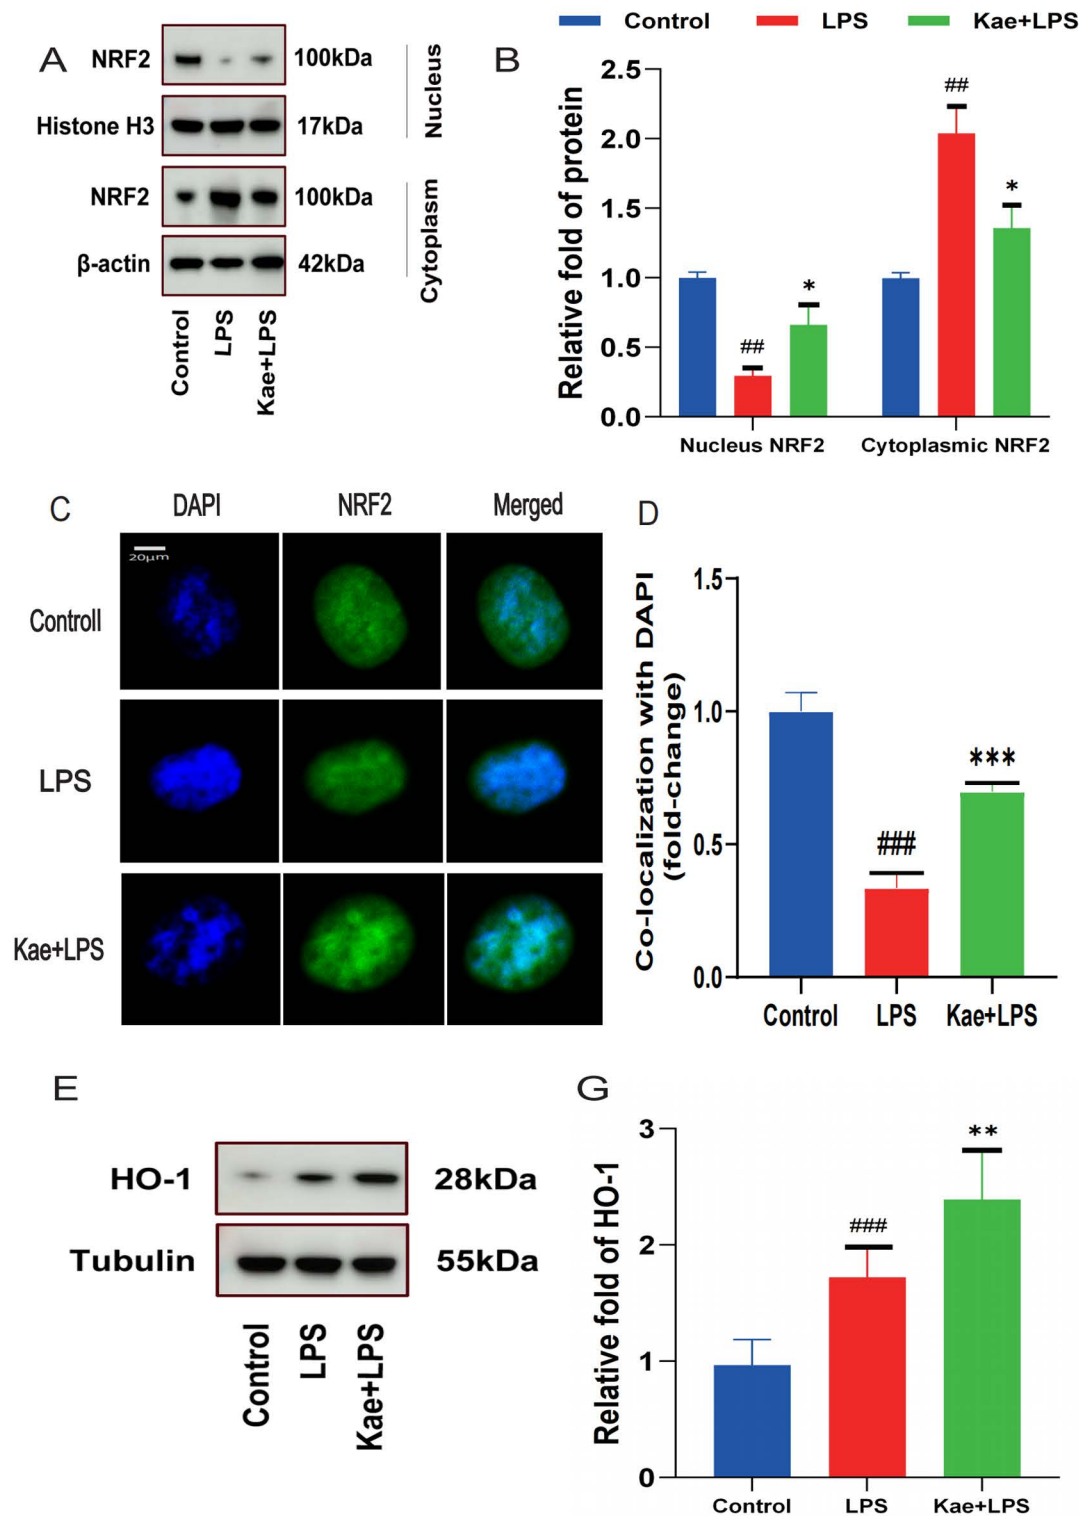 Control LPS Kae+LPS
A
NRF2 100kDa
Histone H3 17kDa
Nucleus
NRF2 100kDa
β-actin 42kDa
Cytoplasm
Control LPS Kae+LPS
B
Relative fold of protein
2.5
2.0
1.5
1.0
0.5
0.0
##
*
##
*
Nucleus NRF2 Cytoplasmic NRF2
C
DAPI NRF2 Merged
20μm
Controll
LPS
Kae+LPS
D
Co-localization with DAPI
(fold-change)
1.5
1.0
0.5
0.0
###
***
Control LPS Kae+LPS
E
HO-1 28kDa
Tubulin 55kDa
Control LPS Kae+LPS
G
Relative fold of HO-1
3
2
1
0
###
**
Control LPS Kae+LPS